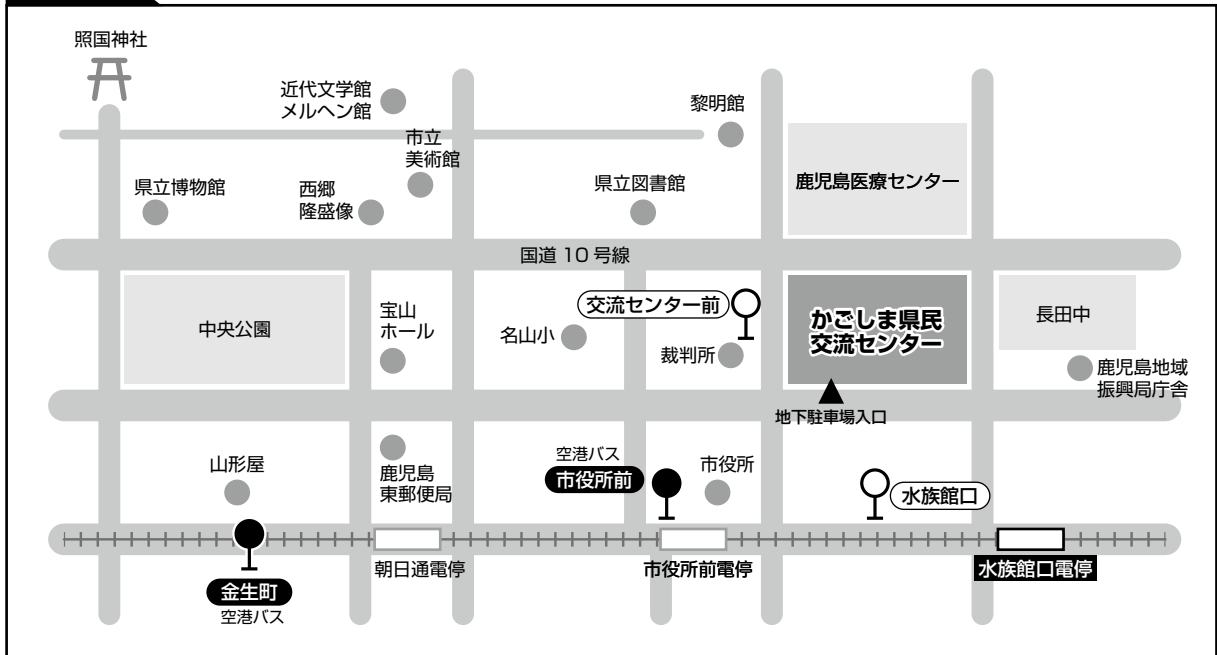 照国神社
近代文学館
メルヘン館
黎明館
市立
美術館
県立博物館
西郷
隆盛像
県立図書館
鹿児島医療センター
国道 10 号線
中央公園
宝山
ホール
名山小
交流センター前
裁判所
かごしま県民
交流センター
長田中
鹿児島地域
振興局庁舎
地下駐車場入口
山形屋
鹿児島
東郵便局
空港バス
市役所前
市役所
水族館口
朝日通電停
市役所前電停
水族館口電停
金生町
空港バス